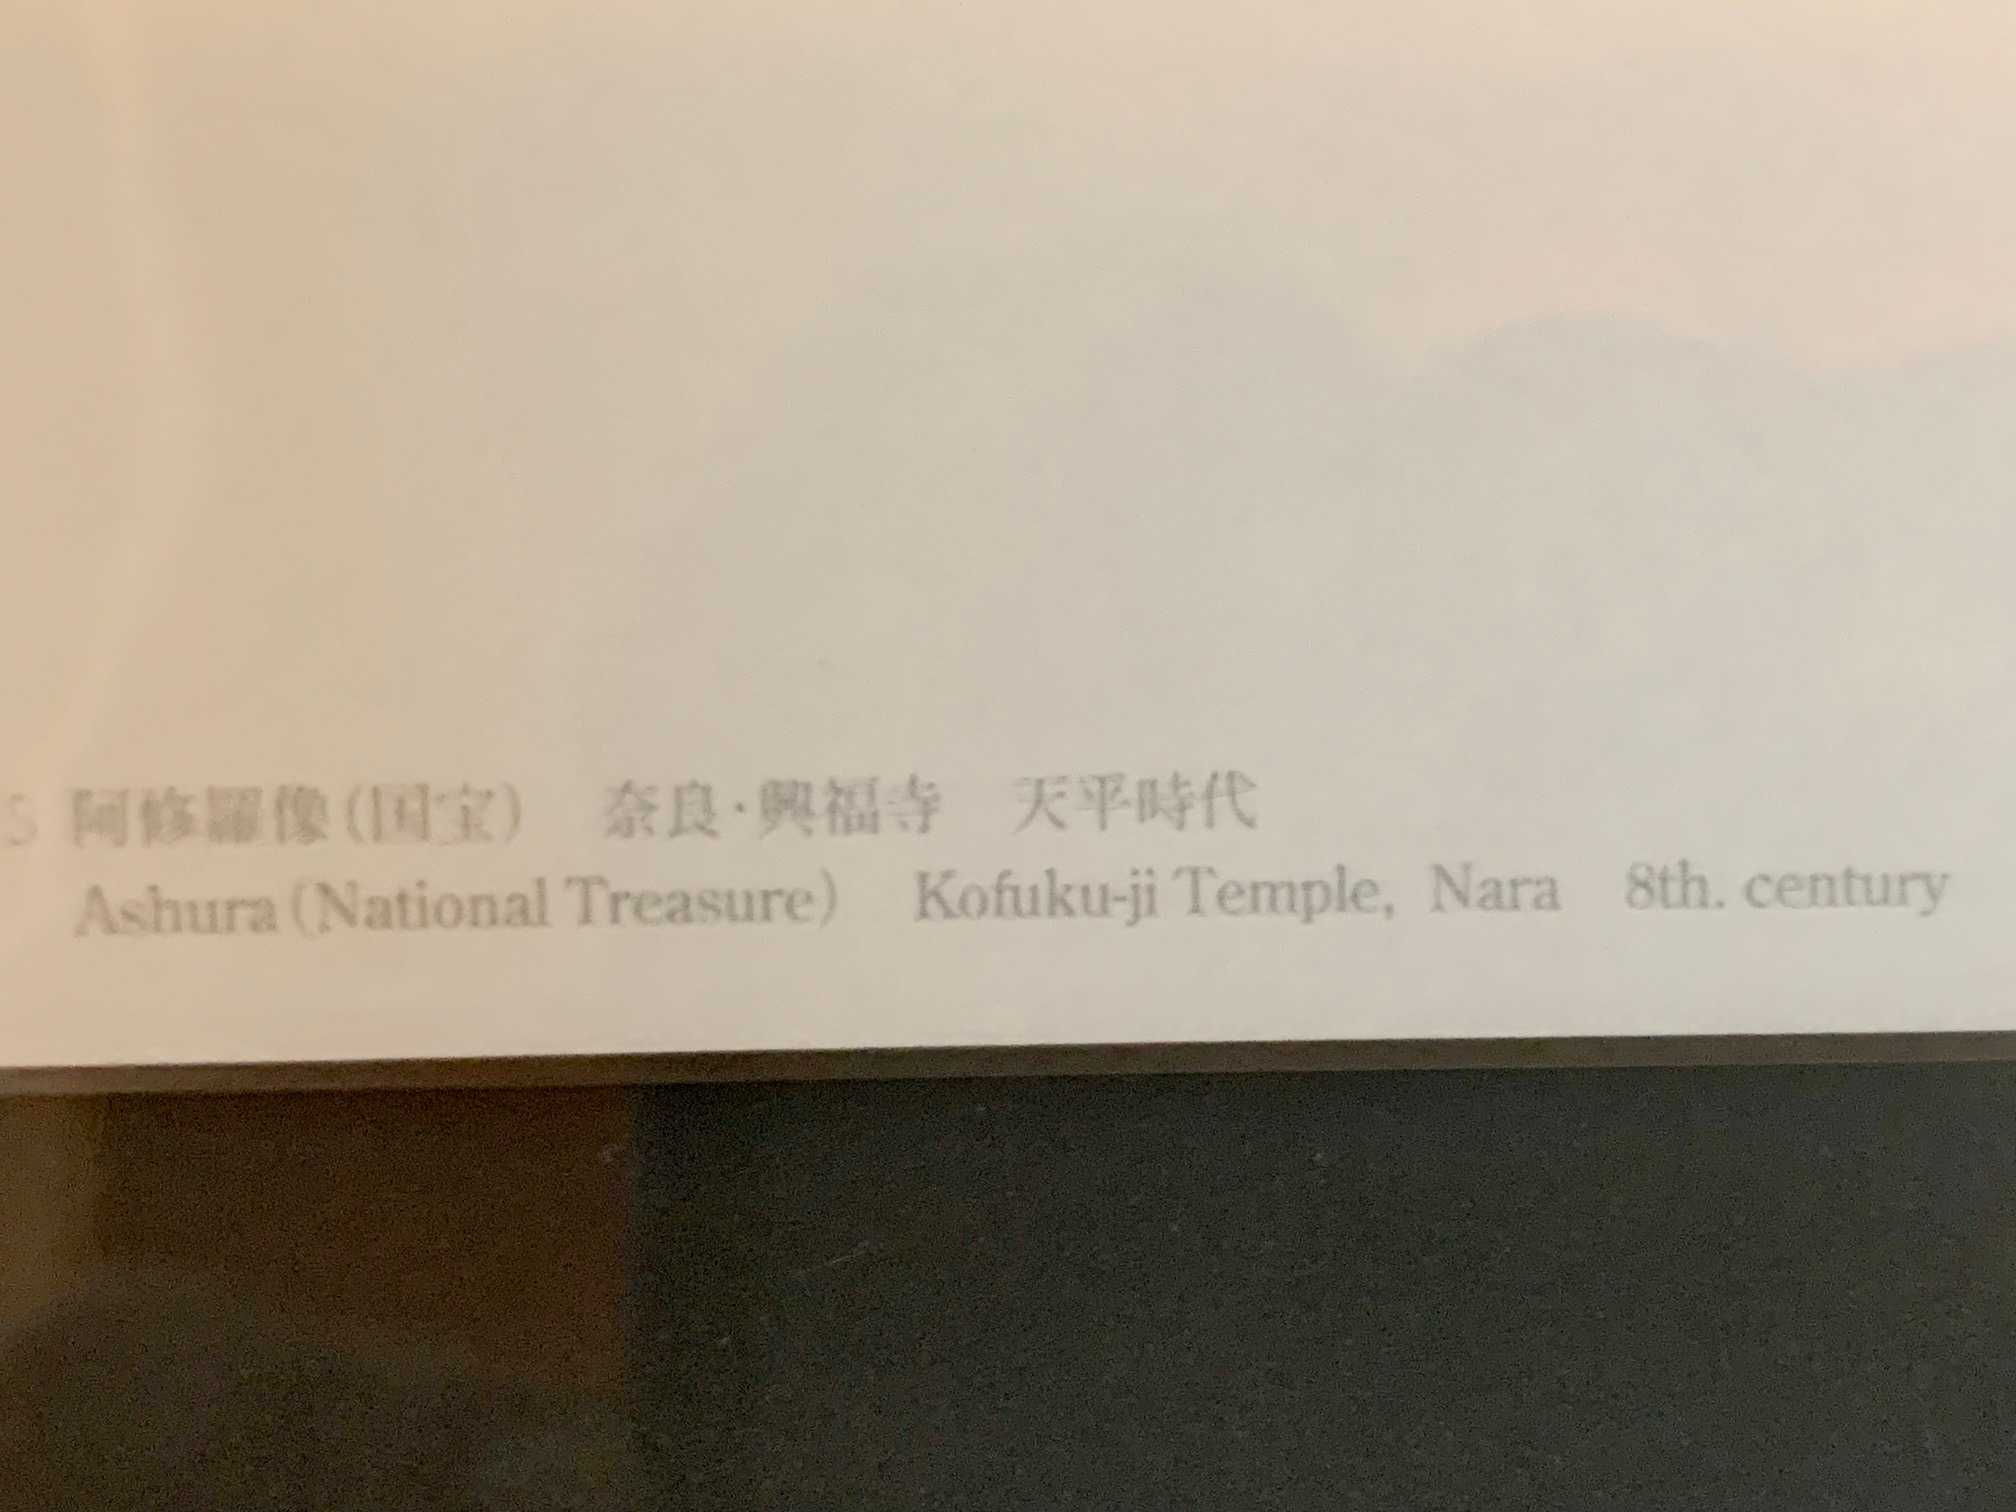 5 阿修羅像(国宝)　奈良・興福寺　天平時代
Ashura (National Treasure)　Kofuku-ji Temple, Nara　8th. century